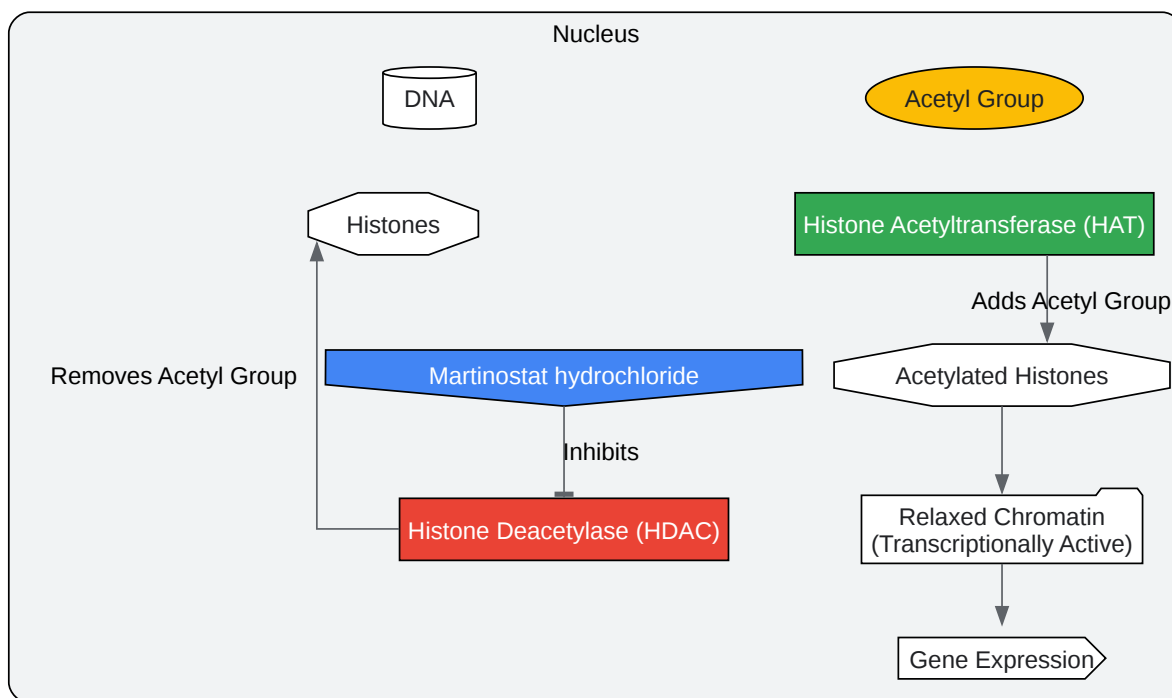 Nucleus
DNA
Acetyl Group
Histones
Histone Acetyltransferase (HAT)
Adds Acetyl Group
Removes Acetyl Group
Martinostat hydrochloride
Acetylated Histones
Inhibits
Histone Deacetylase (HDAC)
Relaxed Chromatin
(Transcriptionally Active)
Gene Expression